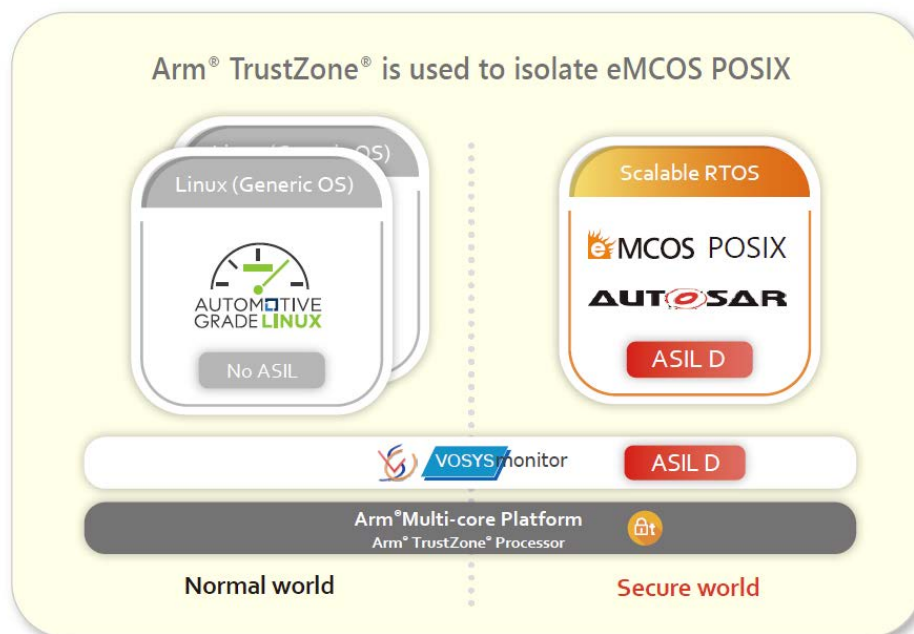 Arm® TrustZone® is used to isolate eMCOS POSIX
OS)
Linux (Generic OS)
AUTOMOTIVE
GRADE LINUX
No ASIL
Scalable RTOS
eMCOS POSIX
AUTOSAR
ASIL D
VOSYSmonitor
ASIL D
Arm®Multi-core Platform
Arm® TrustZone® Processor
t
Normal world
Secure world